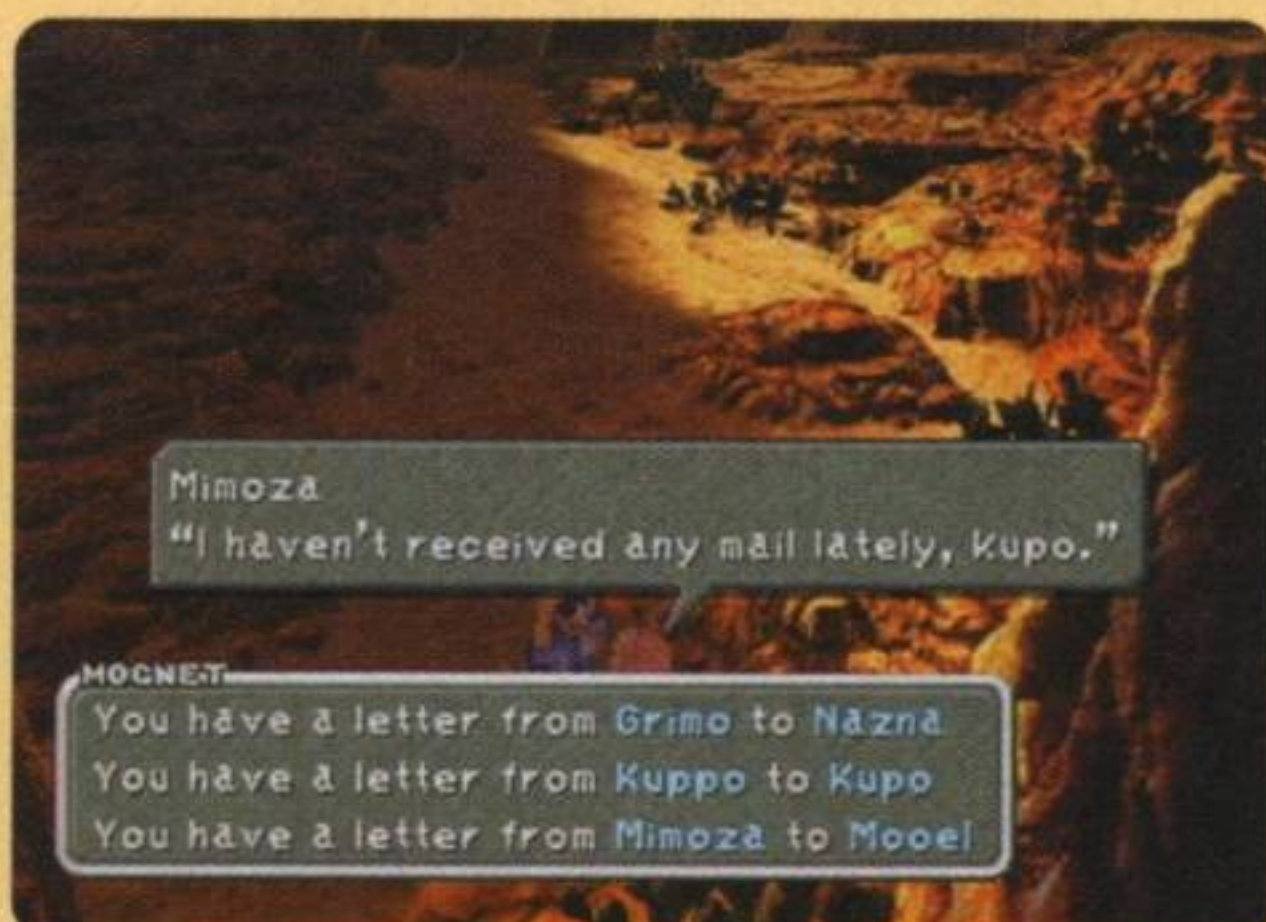 Mimoza
“I haven't received any mail lately, Kupo.”
MOGNET
You have a letter from Grimo to Nazna
You have a letter from Kuppo to Kupo
You have a letter from Mimoza to Mooel